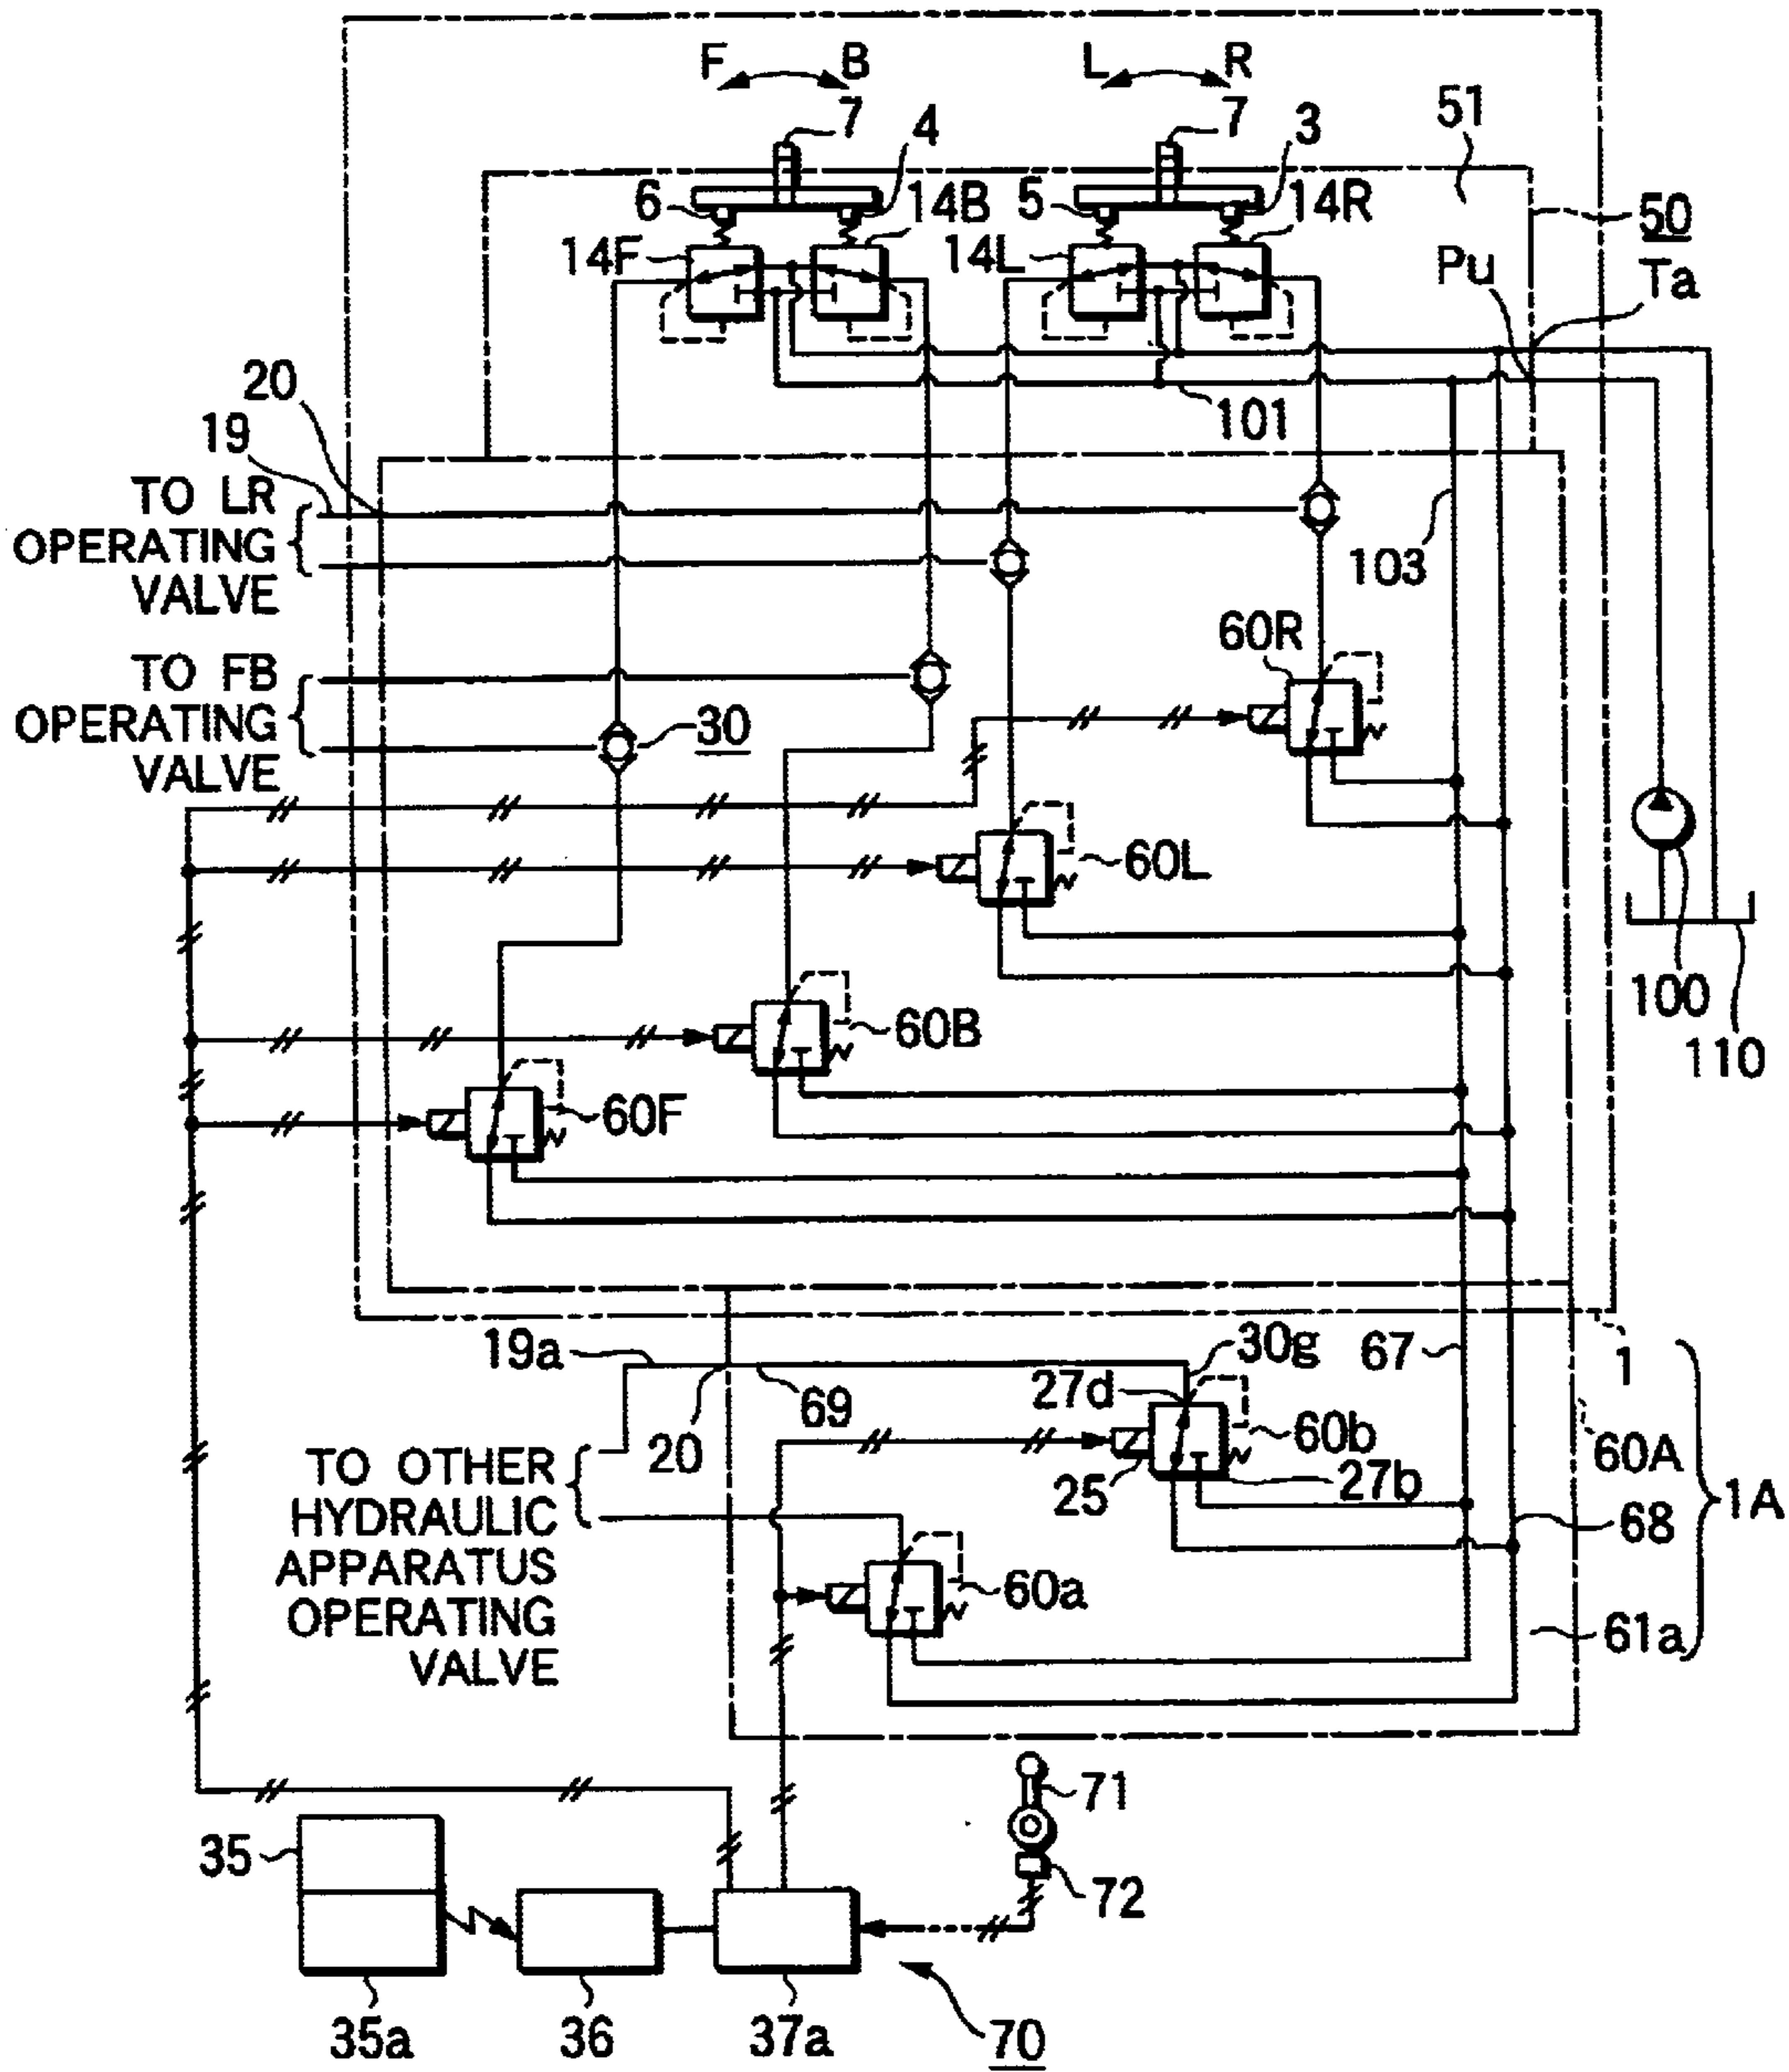 F B L R
7 4 7 3 51
6 14B 5 14R 50
14F 14L Pu Ta
20 101
19
TO LR
OPERATING
VALVE
103
60R
TO FB
OPERATING
VALVE
30
60L
100
60B
110
60F
19a 30g 67 1
27d
69
20 60b 60A
TO OTHER
HYDRAULIC
APPARATUS
OPERATING
VALVE
25 27b 1A
68
60a 61a
71
35
72
35a 36 37a 70